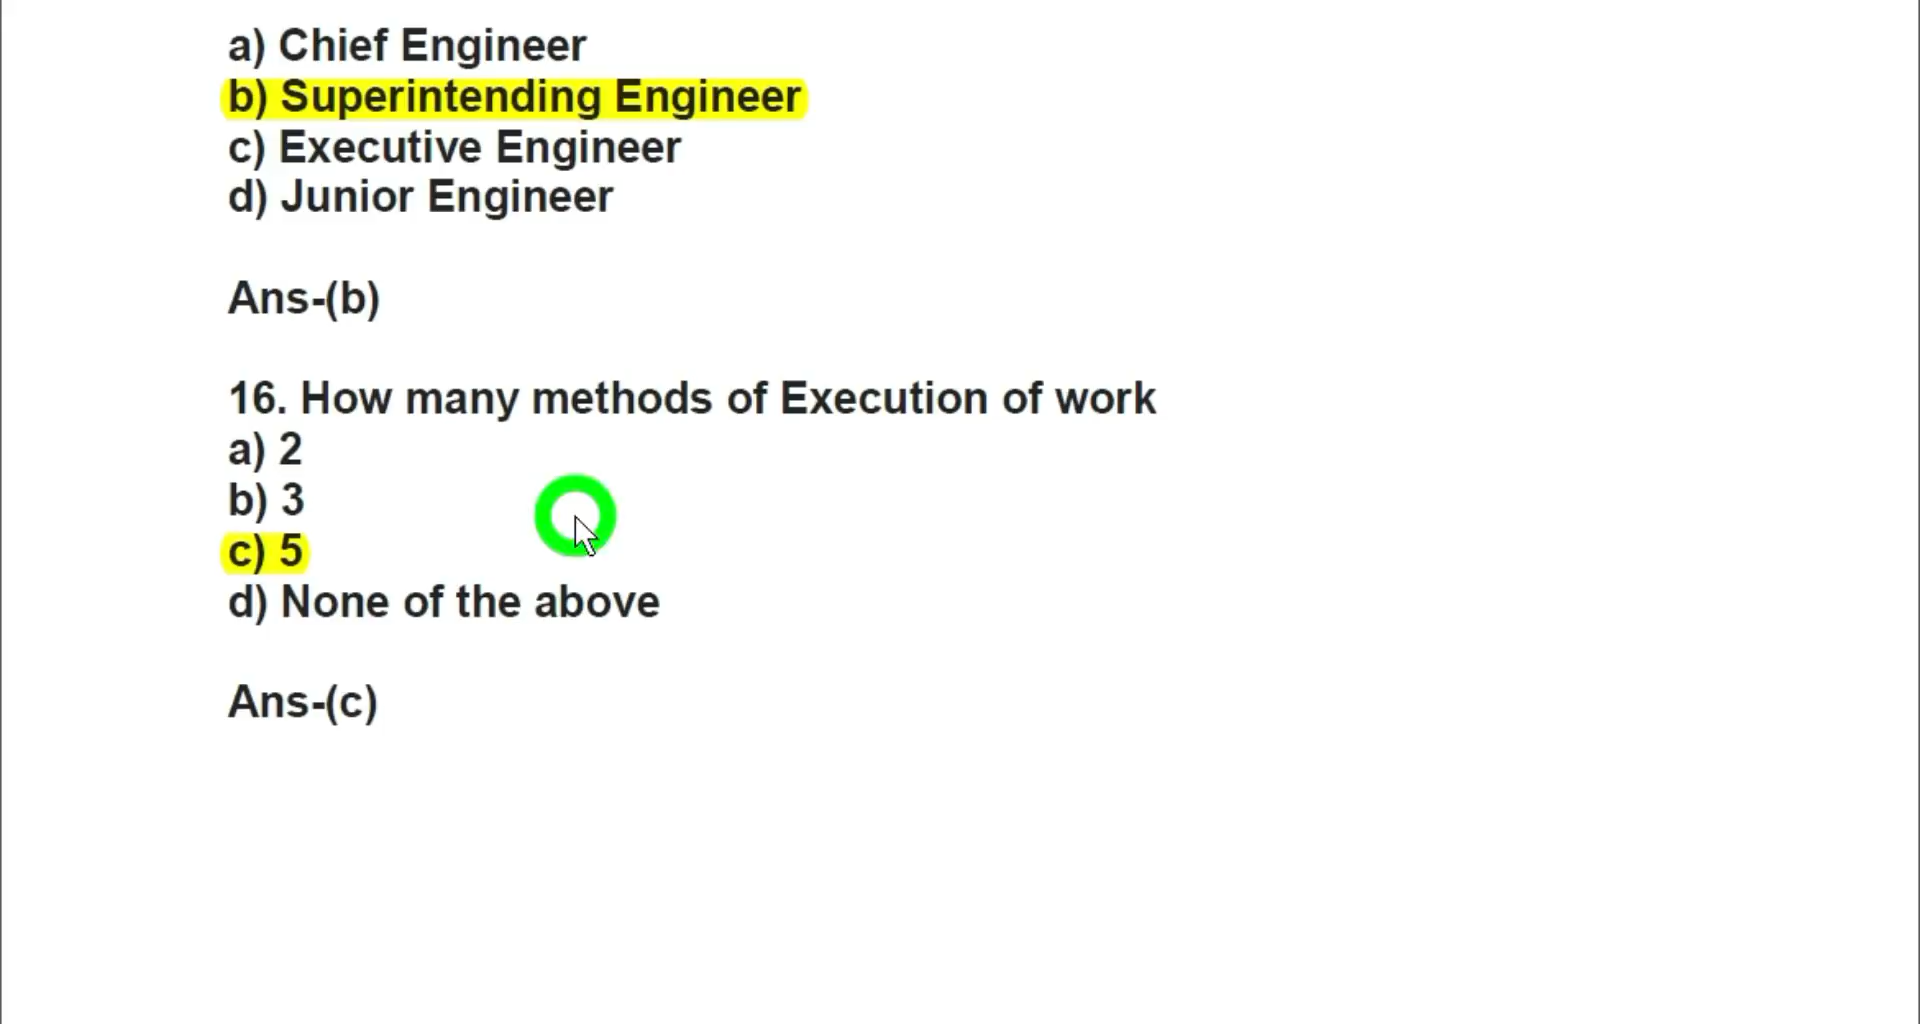 a) Chief Engineer
b) Superintending Engineer
c) Executive Engineer
d) Junior Engineer
Ans-(b)
16. How many methods of Execution of work
a) 2
b) 3
c) 5
d) None of the above
Ans-(c)